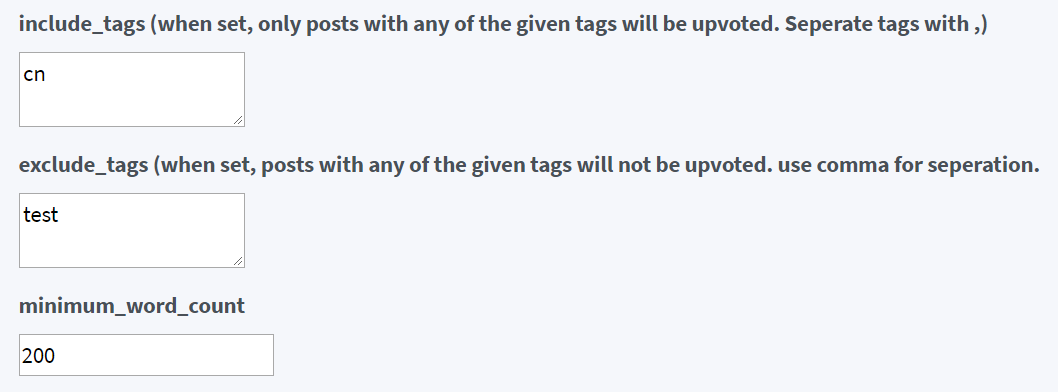 include_tags (when set, only posts with any of the given tags will be upvoted. Seperate tags with ,)
cn
exclude_tags (when set, posts with any of the given tags will not be upvoted. use comma for seperation.
test
minimum_word_count
200